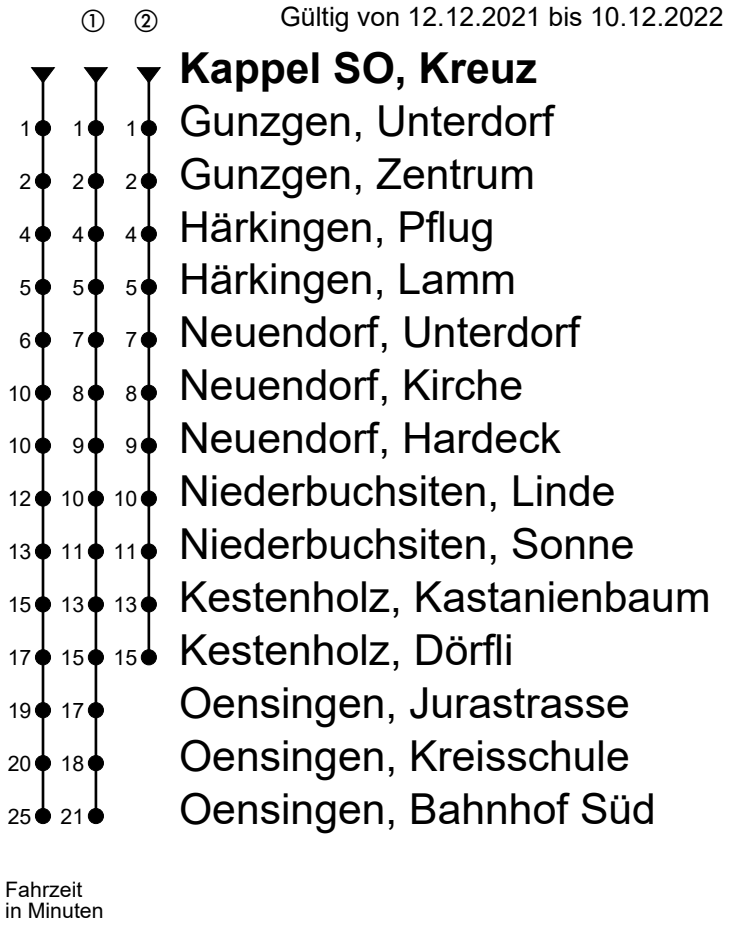 ① ② Gültig von 12.12.2021 bis 10.12.2022
Kappel SO, Kreuz
1 1 1 Gunzgen, Unterdorf
2 2 2 Gunzgen, Zentrum
4 4 4 Härkingen, Pflug
5 5 5 Härkingen, Lamm
6 7 7 Neuendorf, Unterdorf
10 8 8 Neuendorf, Kirche
10 9 9 Neuendorf, Hardeck
12 10 10 Niederbuchsiten, Linde
13 11 11 Niederbuchsiten, Sonne
15 13 13 Kestenholz, Kastanienbaum
17 15 15 Kestenholz, Dörfli
19 17 Oensingen, Jurastrasse
20 18 Oensingen, Kreisschule
25 21 Oensingen, Bahnhof Süd
Fahrzeit
in Minuten